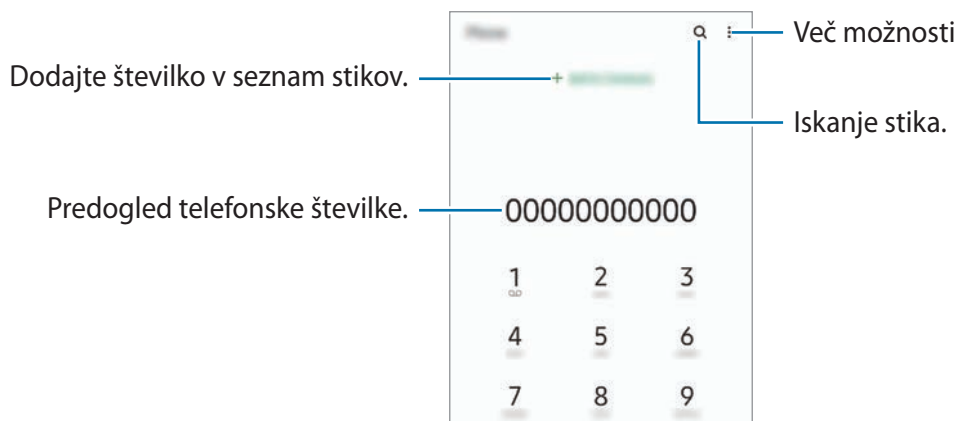 Več možnosti
Dodajte številko v seznam stikov.
+
Iskanje stika.
Predogled telefonske številke.
00000000000
1 2 3
4 5 6
7 8 9